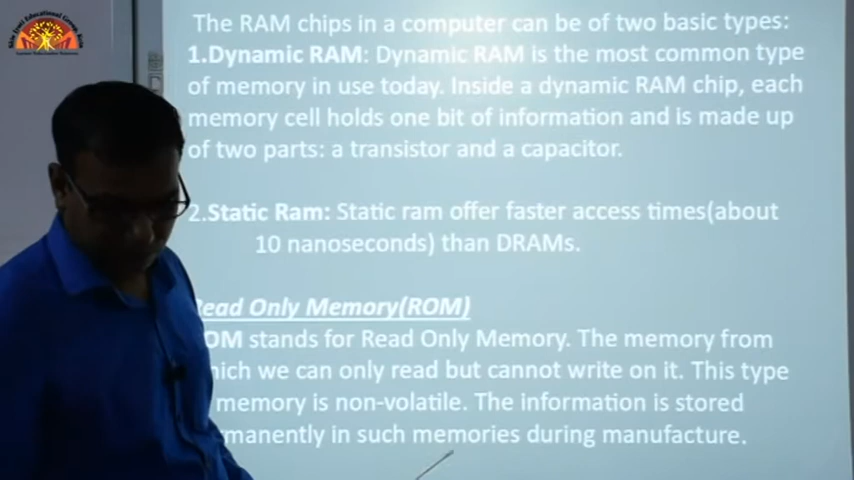 The RAM chips in a computer can be of two basic types:
1.Dynamic RAM: Dynamic RAM is the most common type
of memory in use today. Inside a dynamic RAM chip, each
memory cell holds one bit of information and is made up
of two parts: a transistor and a capacitor.
2.Static Ram: Static ram offer faster access times(about
10 nanoseconds) than DRAMs.
Read Only Memory(ROM)
OM stands for Read Only Memory. The memory from
hich we can only read but cannot write on it. This type
memory is non-volatile. The information is stored
manently in such memories during manufacture.